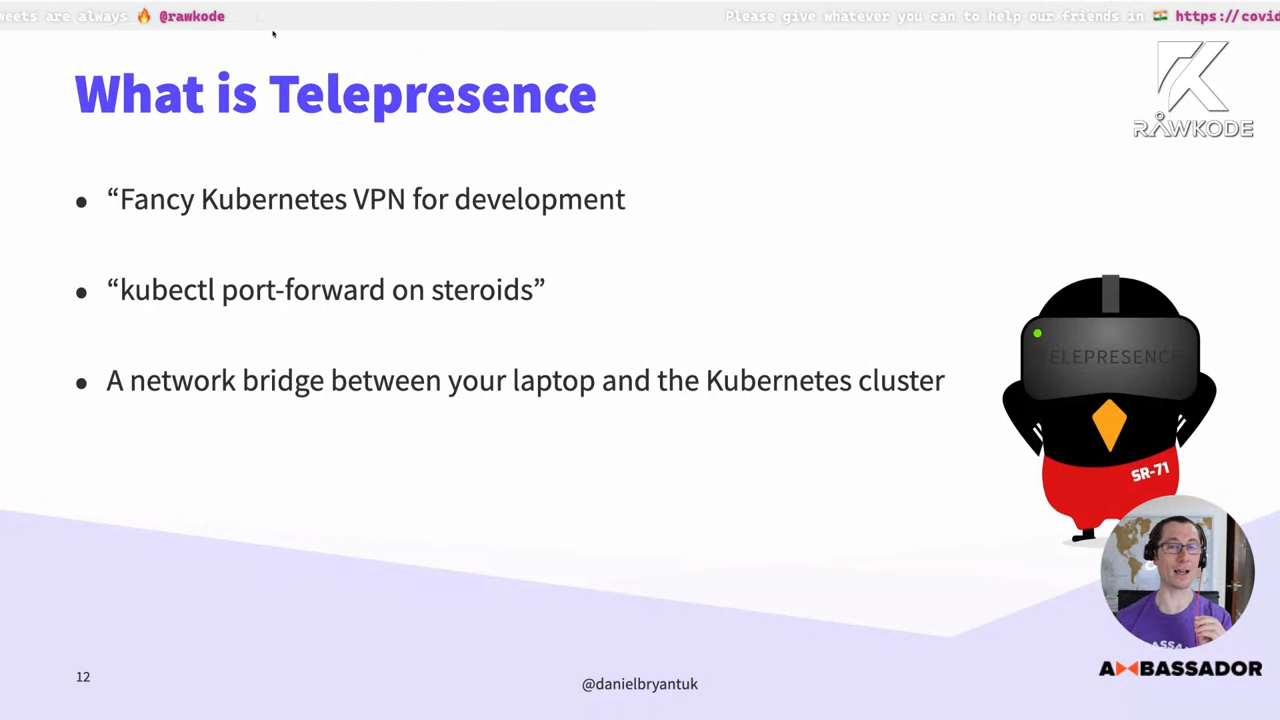 weets are always 🔥 @rawkode
Please give whatever you can to help our friends in 🇮🇳 https://covid
RAWKODE
What is Telepresence
• “Fancy Kubernetes VPN for development
• “kubectl port-forward on steroids”
• A network bridge between your laptop and the Kubernetes cluster
TELEPRESENCE
SR-71
12
@danielbryantuk
AMBASSADOR